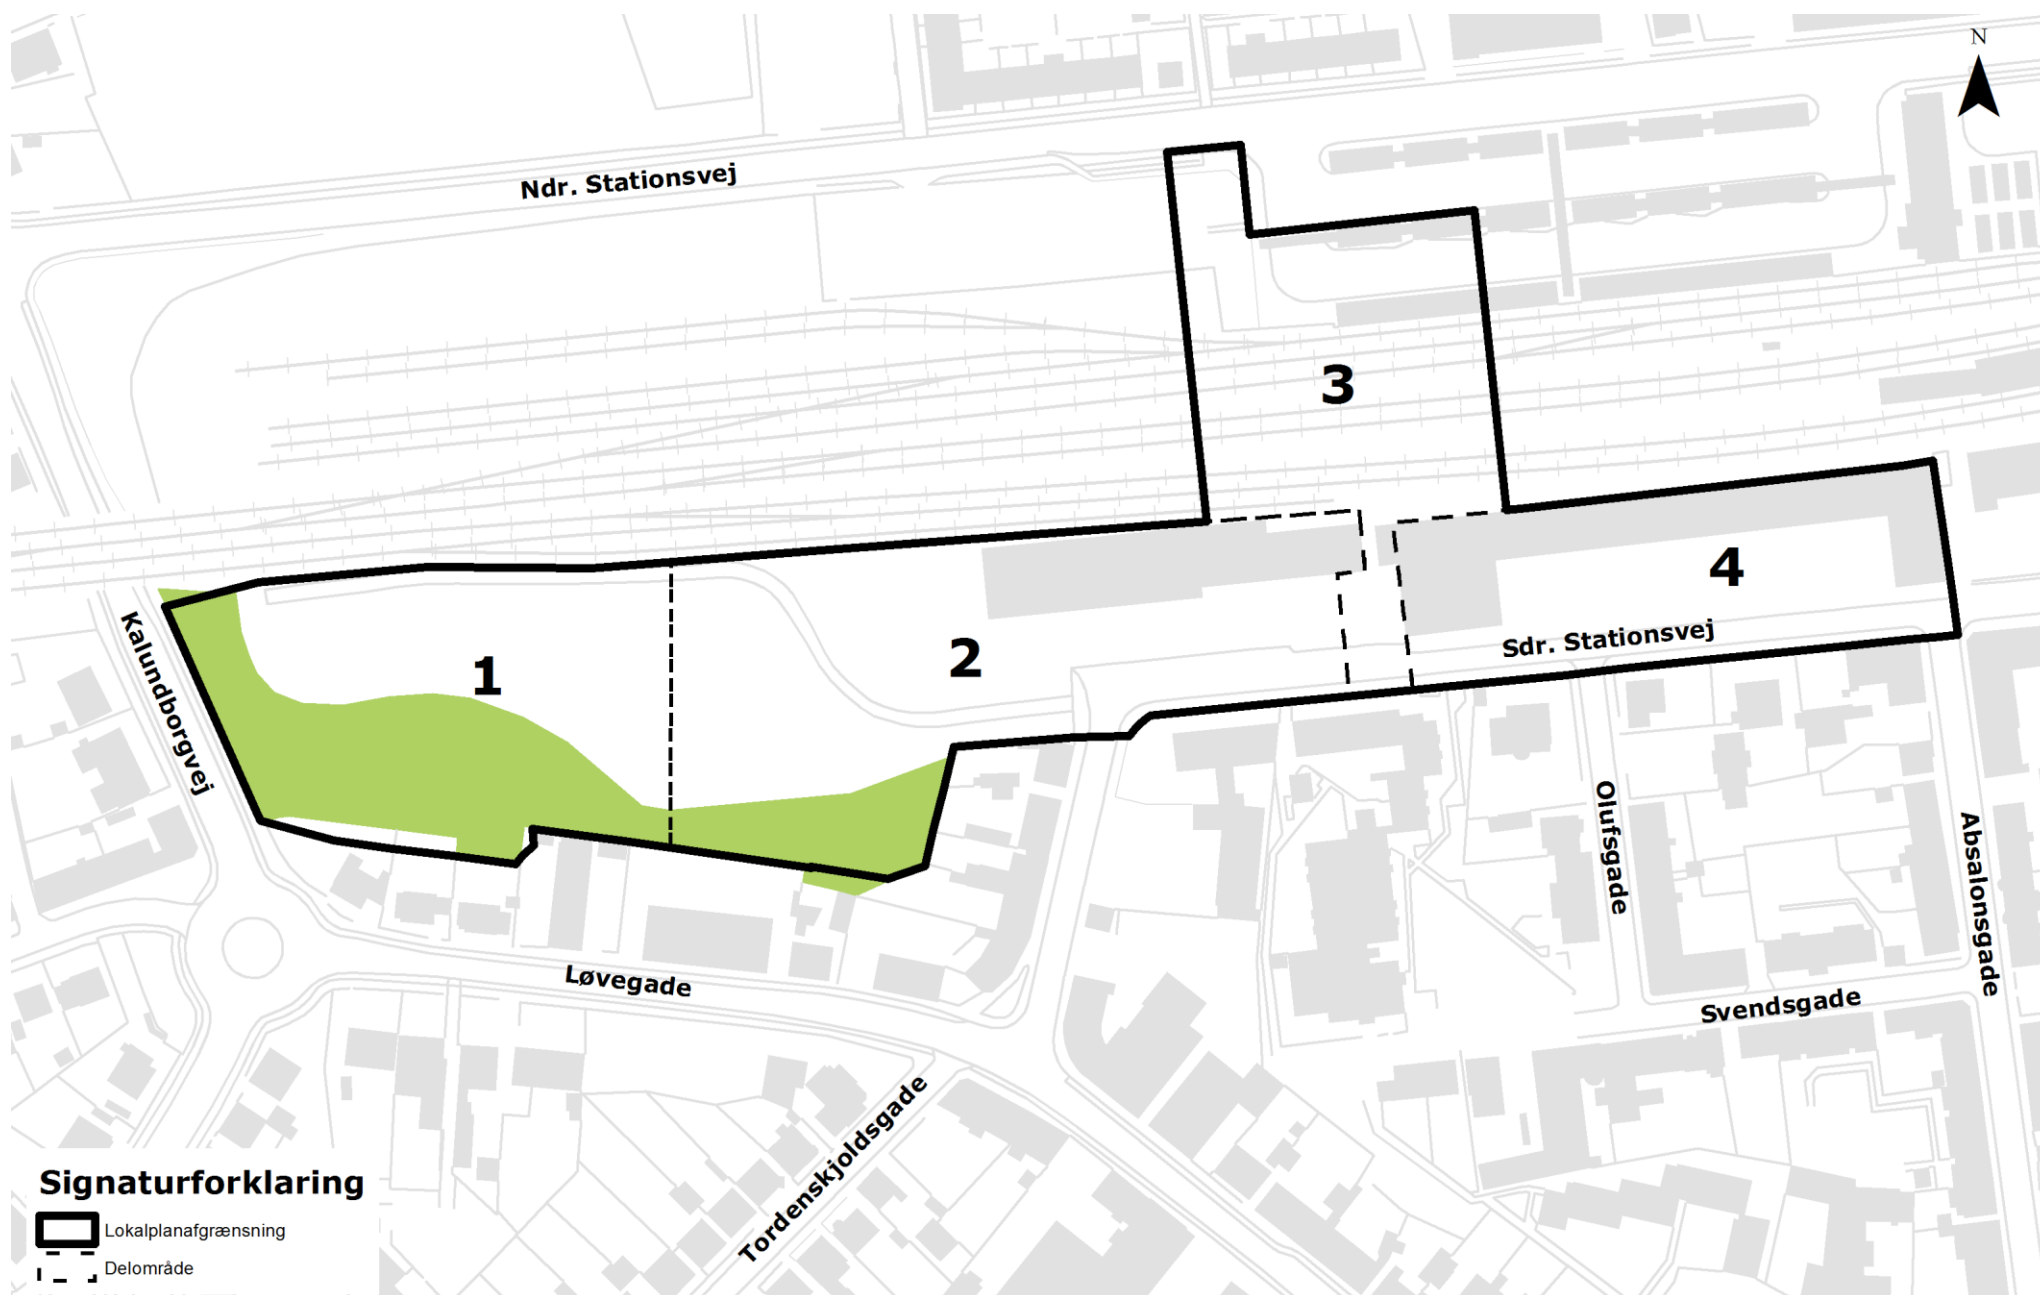 N
Ndr. Stationsvej
3
4
Sdr. Stationsvej
Kalundborgvej
1
2
Olufsgade
Absalonsgade
Løvegade
Svendsgade
Tordenskjoldsgade
Signaturforklaring
Lokalplanafgrænsning
Delområde